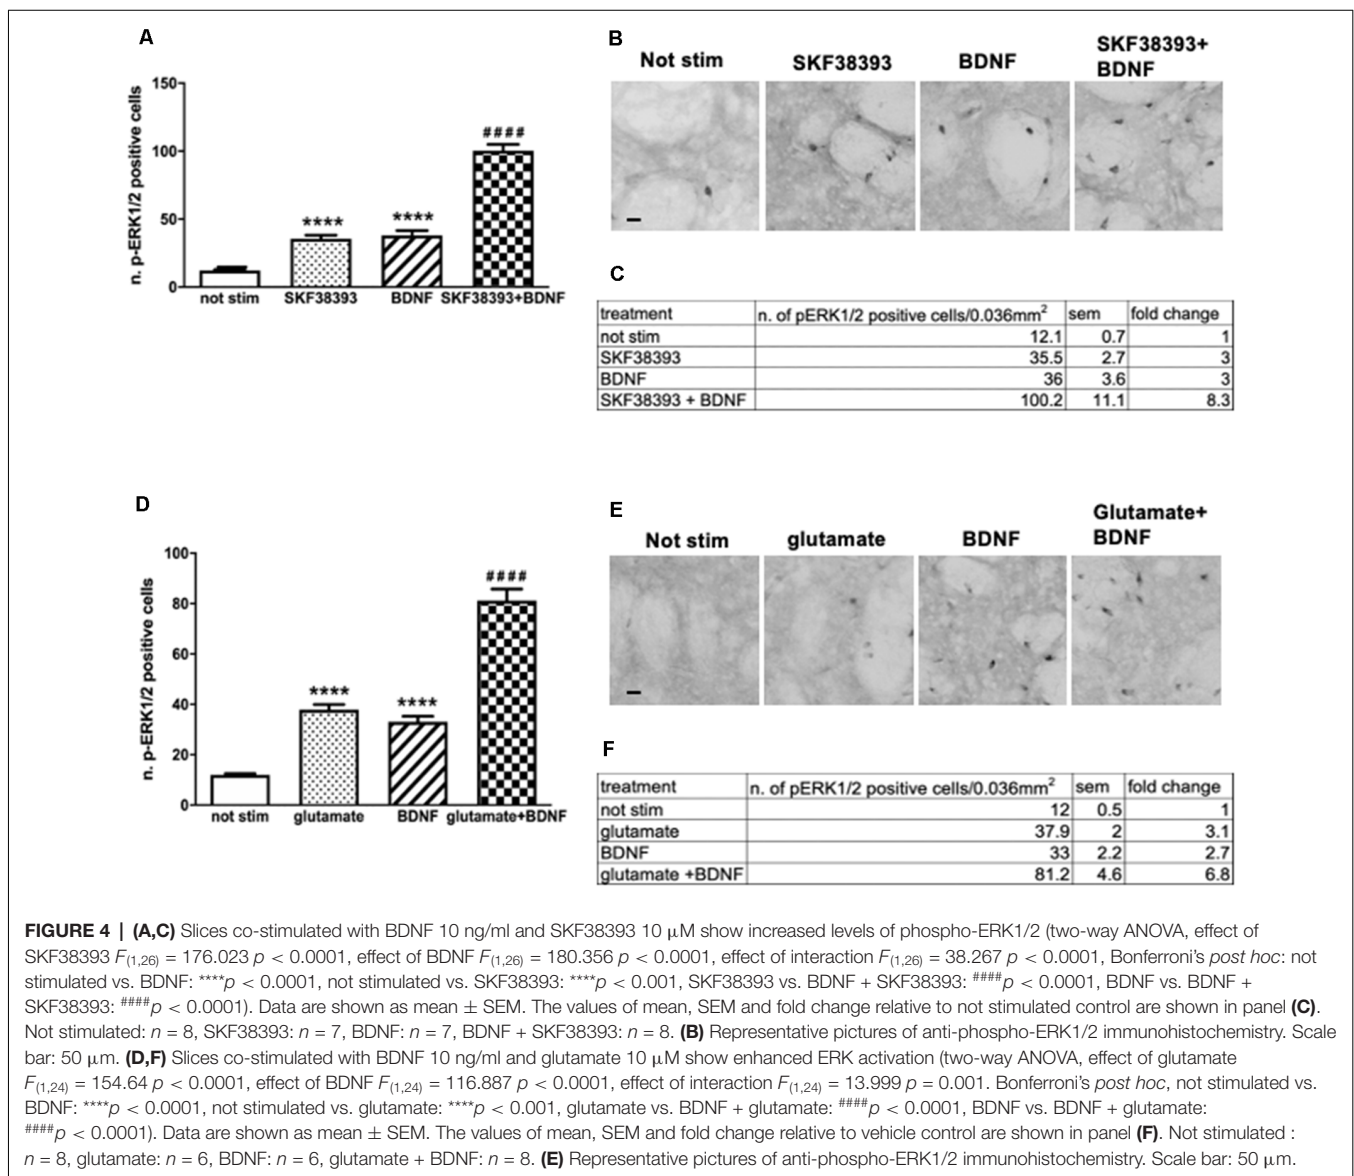 A
n. p-ERK1/2 positive cells
150
100
50
0
####
****
****
not stim SKF38393 BDNF SKF38393+BDNF
B
Not stim SKF38393 BDNF SKF38393+
BDNF
C
treatment n. of pERK1/2 positive cells/0.036mm² sem fold change
not stim 12.1 0.7 1
SKF38393 35.5 2.7 3
BDNF 36 3.6 3
SKF38393 + BDNF 100.2 11.1 8.3
D
n. p-ERK1/2 positive cells
100
80
60
40
20
0
####
****
****
not stim glutamate BDNF glutamate+BDNF
E
Not stim glutamate BDNF Glutamate+
BDNF
F
treatment n. of pERK1/2 positive cells/0.036mm² sem fold change
not stim 12 0.5 1
glutamate 37.9 2 3.1
BDNF 33 2.2 2.7
glutamate +BDNF 81.2 4.6 6.8
FIGURE 4 | (A,C) Slices co-stimulated with BDNF 10 ng/ml and SKF38393 10 μM show increased levels of phospho-ERK1/2 (two-way ANOVA, effect of
SKF38393 F(1,26) = 176.023 p < 0.0001, effect of BDNF F(1,26) = 180.356 p < 0.0001, effect of interaction F(1,26) = 38.267 p < 0.0001, Bonferroni's post hoc: not
stimulated vs. BDNF: ****p < 0.0001, not stimulated vs. SKF38393: ****p < 0.001, SKF38393 vs. BDNF + SKF38393: ####p < 0.0001, BDNF vs. BDNF +
SKF38393: ####p < 0.0001). Data are shown as mean ± SEM. The values of mean, SEM and fold change relative to not stimulated control are shown in panel (C).
Not stimulated: n = 8, SKF38393: n = 7, BDNF: n = 7, BDNF + SKF38393: n = 8. (B) Representative pictures of anti-phospho-ERK1/2 immunohistochemistry. Scale
bar: 50 μm. (D,F) Slices co-stimulated with BDNF 10 ng/ml and glutamate 10 μM show enhanced ERK activation (two-way ANOVA, effect of glutamate
F(1,24) = 154.64 p < 0.0001, effect of BDNF F(1,24) = 116.887 p < 0.0001, effect of interaction F(1,24) = 13.999 p = 0.001. Bonferroni's post hoc, not stimulated vs.
BDNF: ****p < 0.0001, not stimulated vs. glutamate: ****p < 0.001, glutamate vs. BDNF + glutamate: ####p < 0.0001, BDNF vs. BDNF + glutamate:
####p < 0.0001). Data are shown as mean ± SEM. The values of mean, SEM and fold change relative to vehicle control are shown in panel (F). Not stimulated :
n = 8, glutamate: n = 6, BDNF: n = 6, glutamate + BDNF: n = 8. (E) Representative pictures of anti-phospho-ERK1/2 immunohistochemistry. Scale bar: 50 μm.